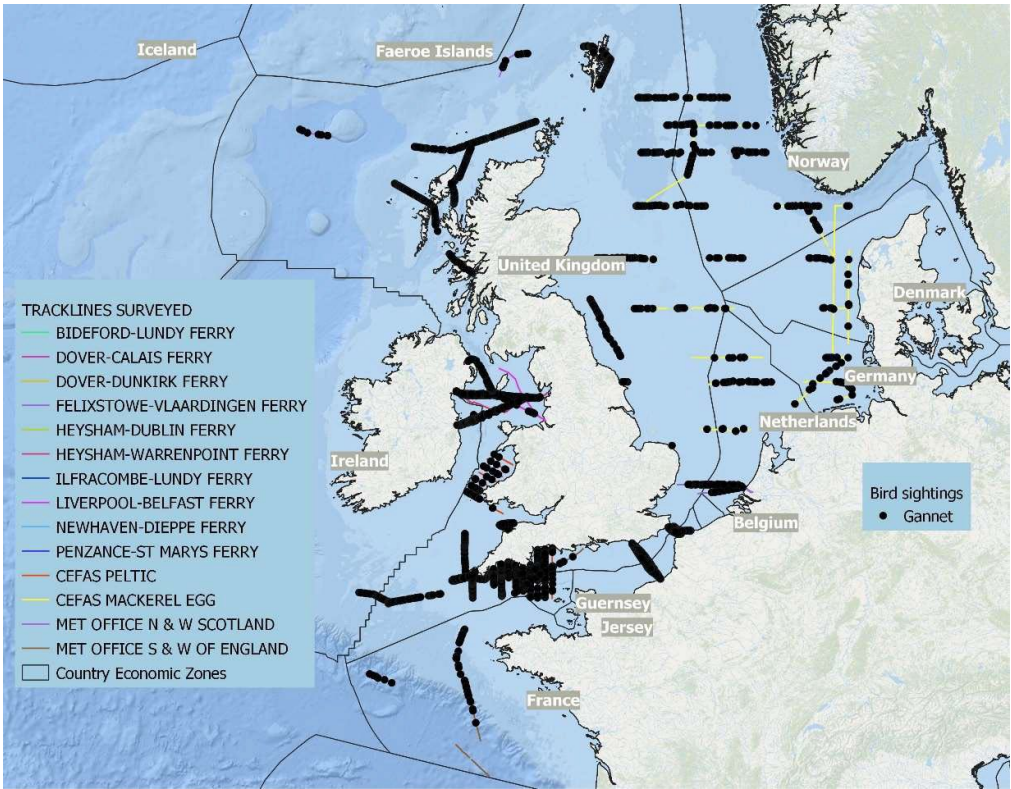 Iceland
Faeroe Islands
Norway
United Kingdom
Denmark
TRACKLINES SURVEYED
BIDEFORD-LUNDY FERRY
DOVER-CALAIS FERRY
DOVER-DUNKIRK FERRY
FELIXSTOWE-VLAARDINGEN FERRY
HEYSHAM-DUBLIN FERRY
HEYSHAM-WARRENPOINT FERRY
ILFRACOMBE-LUNDY FERRY
LIVERPOOL-BELFAST FERRY
NEWHAVEN-DIEPPE FERRY
PENZANCE-ST MARYS FERRY
CEFAS PELTIC
CEFAS MACKEREL EGG
MET OFFICE N & W SCOTLAND
MET OFFICE S & W OF ENGLAND
Country Economic Zones
Germany
Netherlands
Ireland
Bird sightings
Gannet
Belgium
Guernsey
Jersey
France